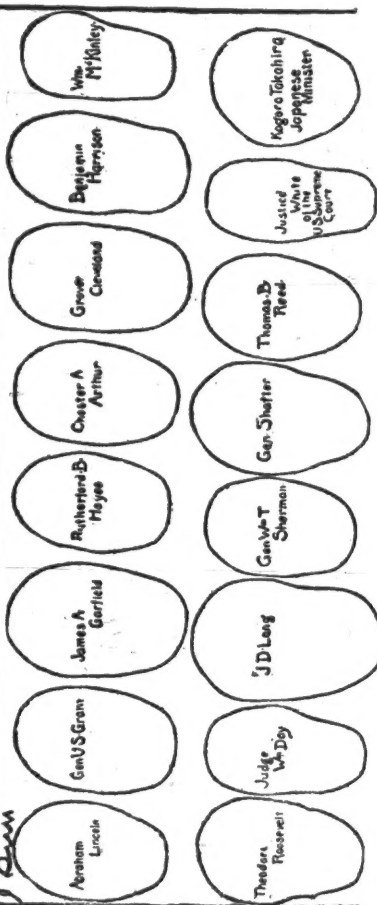 Wm
McKinley
Benjamin
Harrison
Grover
Cleveland
Chester A
Arthur
Rutherford-B-
Hayes
James A
Garfield
Gen U·S·Grant
Abraham
Lincoln
Kogoro Takahira
Japanese
Minister
Justice
White
of the
U.S. Supreme
Court
Thomas-B
Reed
Gen. Shafter
Gen W-T
Sherman
J D·Long
Judge
W- Day
Theodore
Roosevelt